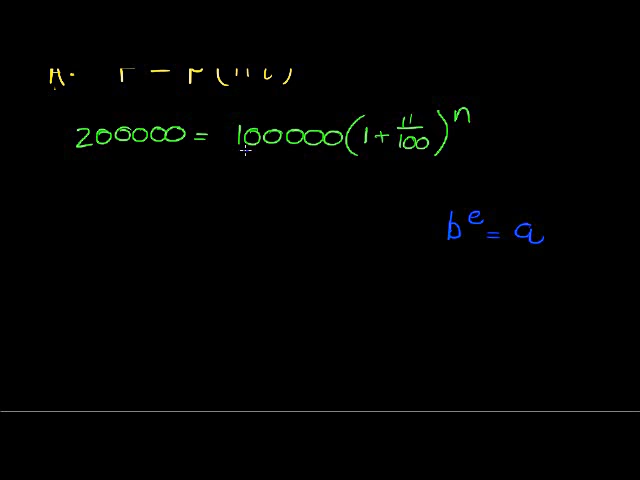 200000 = 100000(1 + 11/100)^n
b^e = a